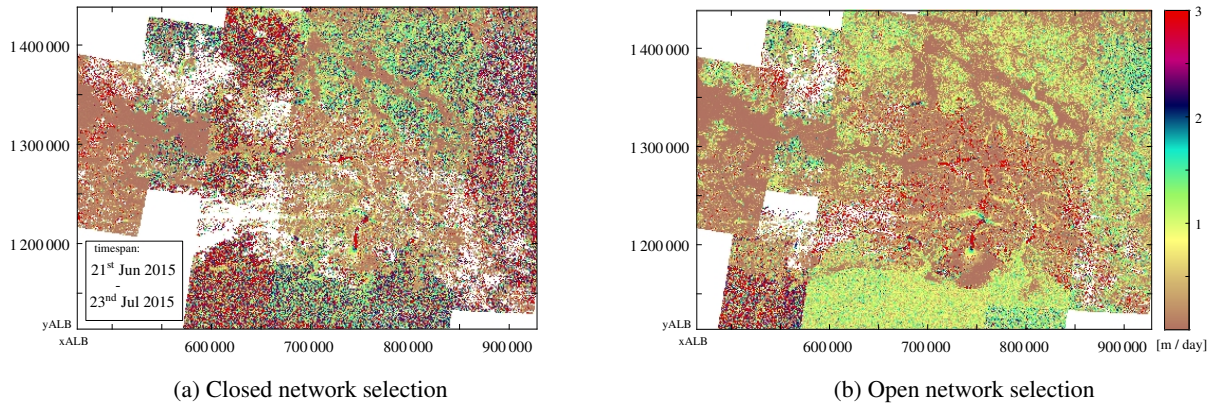 1 400 000
1 300 000
1 200 000
yALB
xALB
600 000 700 000 800 000 900 000
timespan:
21st Jun 2015
-
23nd Jul 2015
(a) Closed network selection
1 400 000
1 300 000
1 200 000
yALB
xALB
600 000 700 000 800 000 900 000
3
2
1
[m / day]
(b) Open network selection